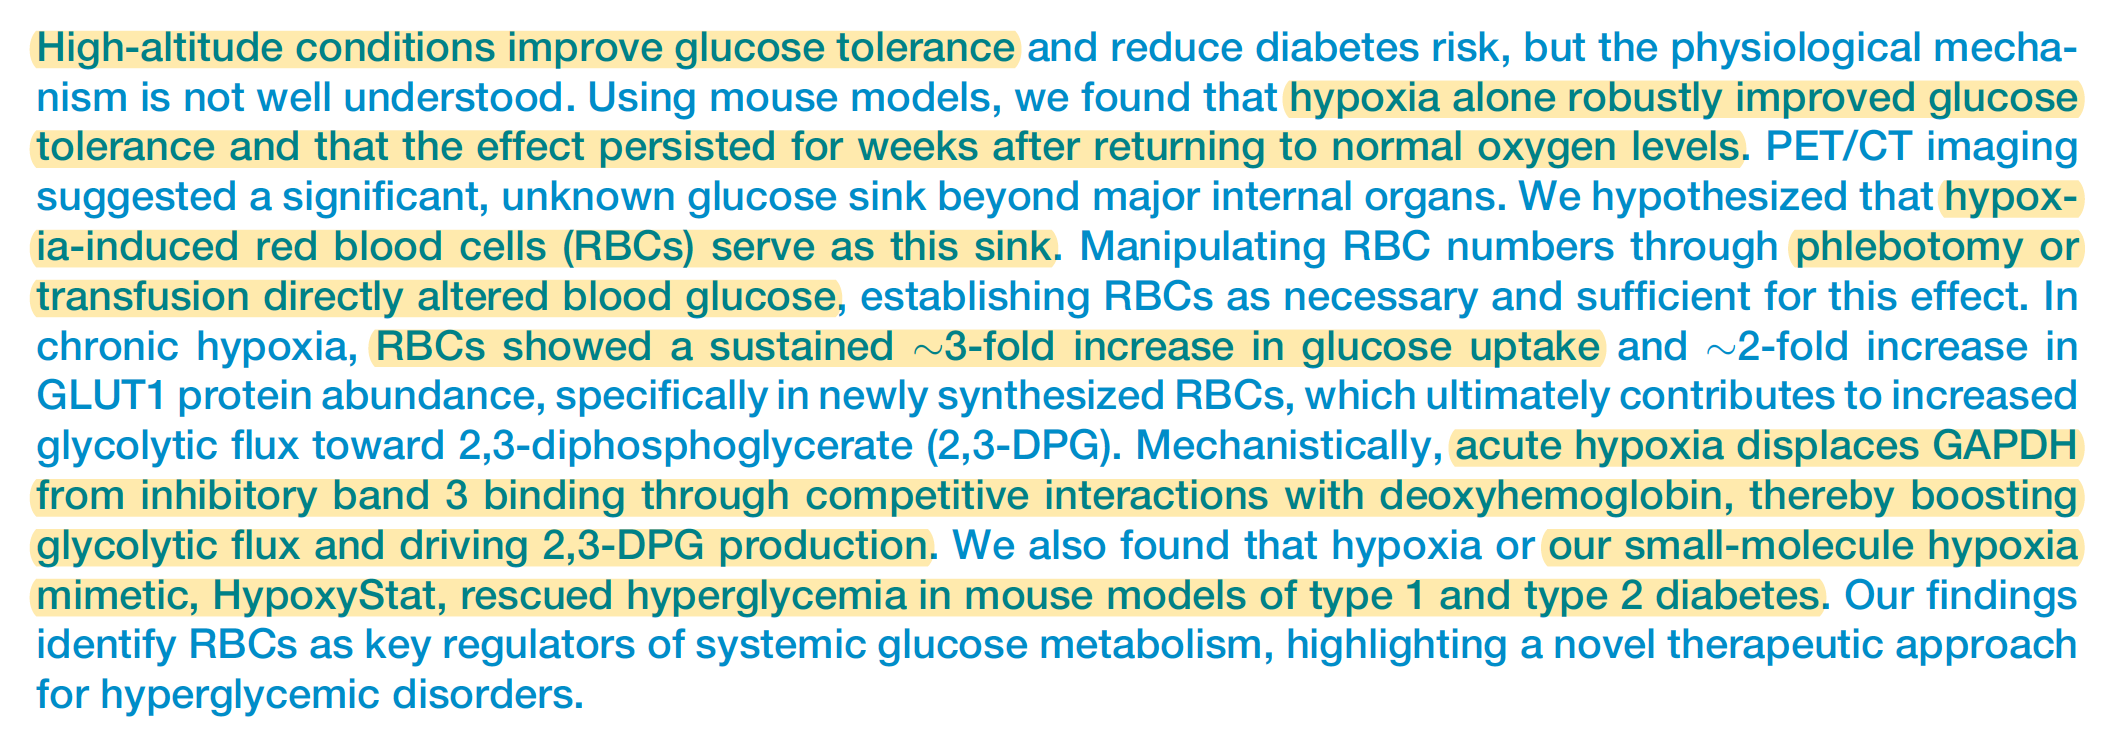 High-altitude conditions improve glucose tolerance and reduce diabetes risk, but the physiological mecha-
nism is not well understood. Using mouse models, we found that hypoxia alone robustly improved glucose
tolerance and that the effect persisted for weeks after returning to normal oxygen levels. PET/CT imaging
suggested a significant, unknown glucose sink beyond major internal organs. We hypothesized that hypox-
ia-induced red blood cells (RBCs) serve as this sink. Manipulating RBC numbers through phlebotomy or
transfusion directly altered blood glucose, establishing RBCs as necessary and sufficient for this effect. In
chronic hypoxia, RBCs showed a sustained ∼3-fold increase in glucose uptake and ∼2-fold increase in
GLUT1 protein abundance, specifically in newly synthesized RBCs, which ultimately contributes to increased
glycolytic flux toward 2,3-diphosphoglycerate (2,3-DPG). Mechanistically, acute hypoxia displaces GAPDH
from inhibitory band 3 binding through competitive interactions with deoxyhemoglobin, thereby boosting
glycolytic flux and driving 2,3-DPG production. We also found that hypoxia or our small-molecule hypoxia
mimetic, HypoxyStat, rescued hyperglycemia in mouse models of type 1 and type 2 diabetes. Our findings
identify RBCs as key regulators of systemic glucose metabolism, highlighting a novel therapeutic approach
for hyperglycemic disorders.